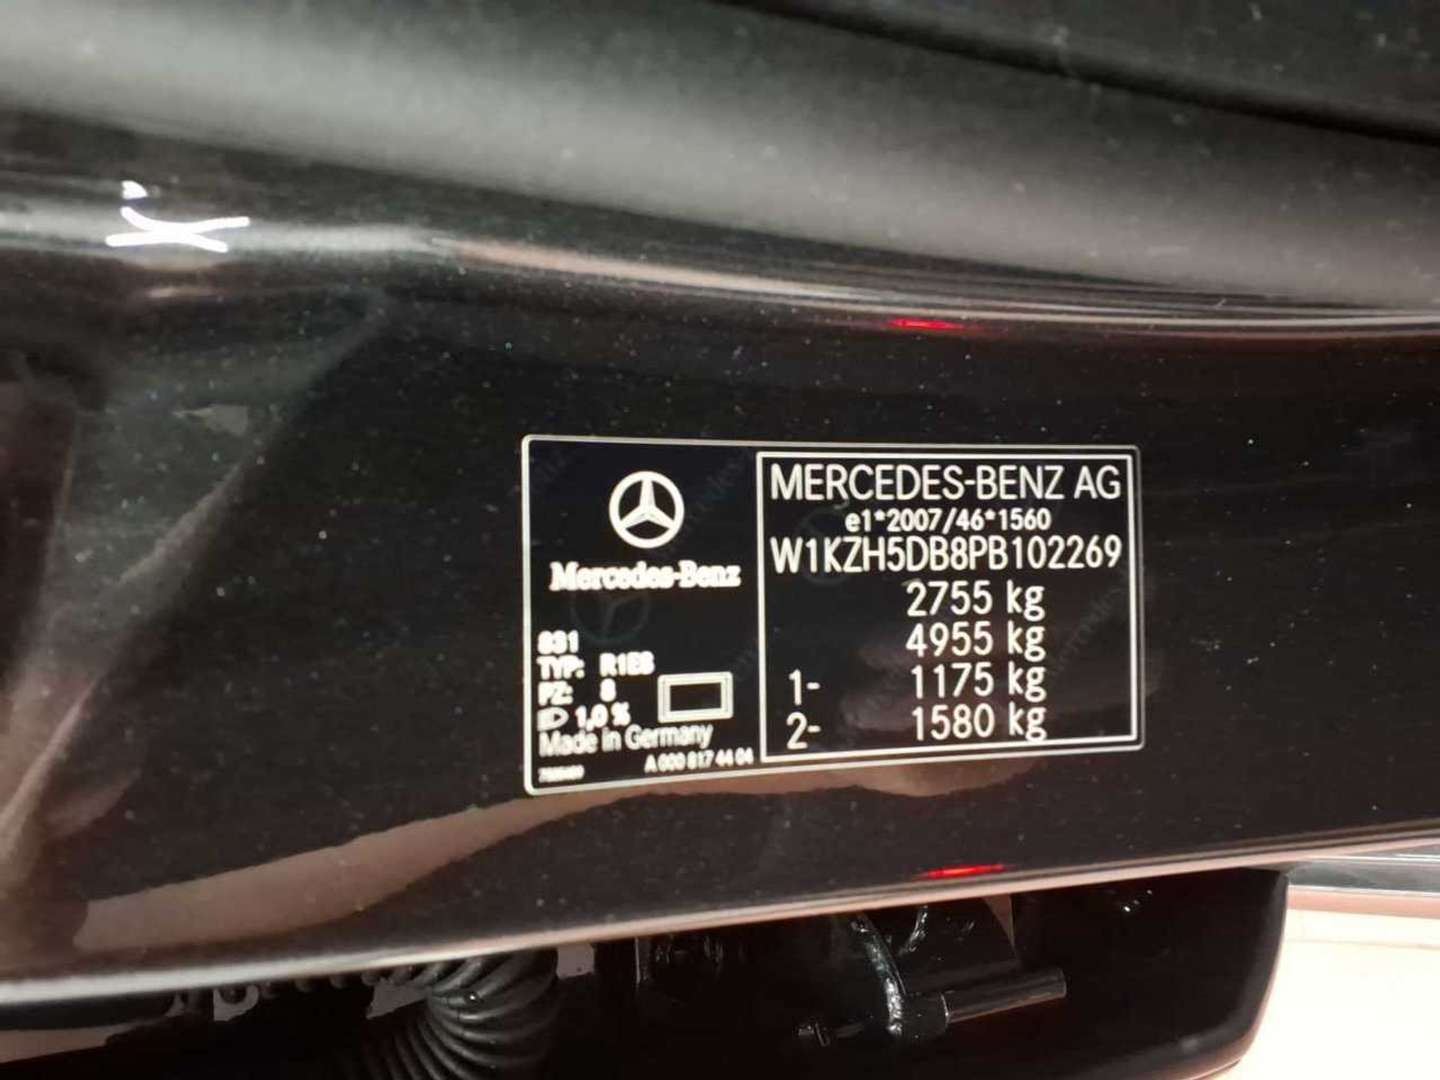 Mercedes-Benz
831
TYP: R1EB
PZ: 8
1,0 %
Made in Germany
A 000 817 44 04
MERCEDES-BENZ AG
e1*2007/46*1560
W1KZH5DB8PB102269
2755 kg
4955 kg
1- 1175 kg
2- 1580 kg